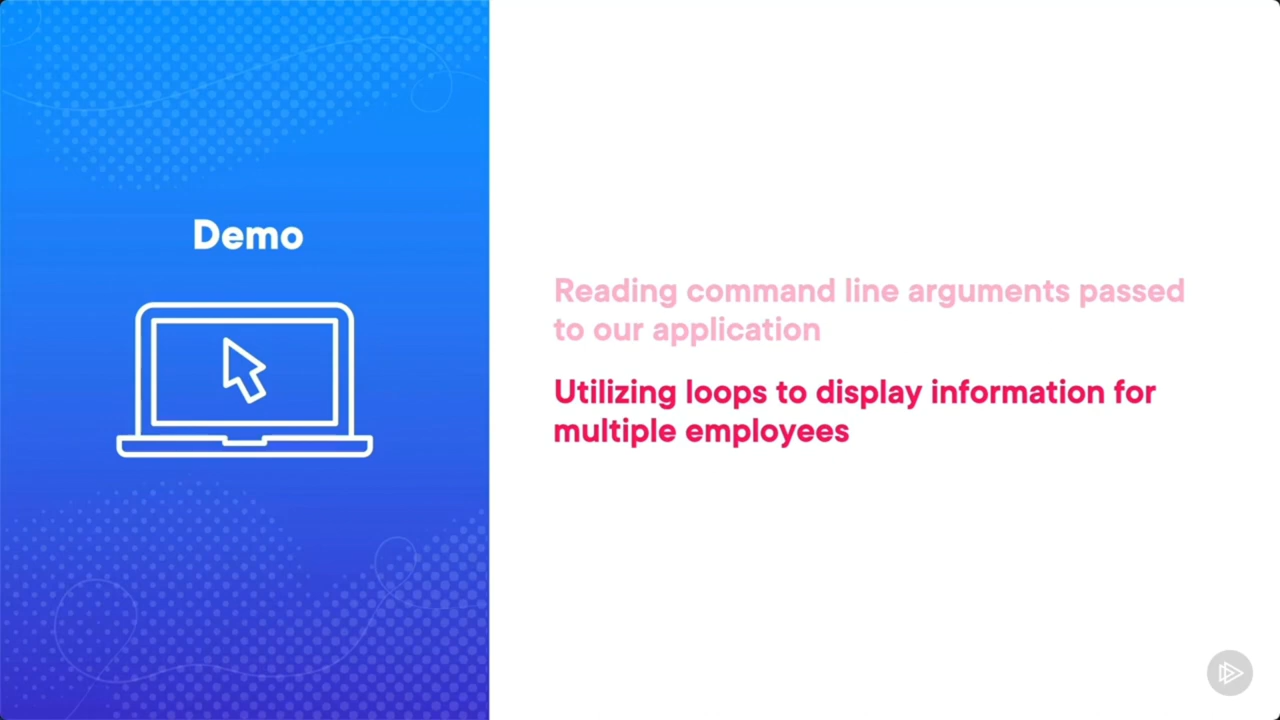 Demo
Reading command line arguments passed
to our application
Utilizing loops to display information for
multiple employees